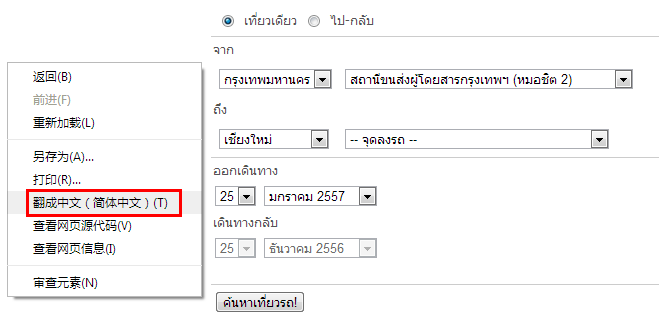 เที่ยวเดียว ไป-กลับ
จาก
กรุงเทพมหานคร สถานีขนส่งผู้โดยสารกรุงเทพฯ (หมอชิต 2)
ถึง
เชียงใหม่ -- จุดลงรถ --
ออกเดินทาง
25 มกราคม 2557
เดินทางกลับ
25 ธันวาคม 2556
ค้นหาเที่ยวรถ!
返回(B)
前进(F)
重新加载(L)
另存为(A)...
打印(R)...
翻成中文（简体中文）(T)
查看网页源代码(V)
查看网页信息(I)
审查元素(N)